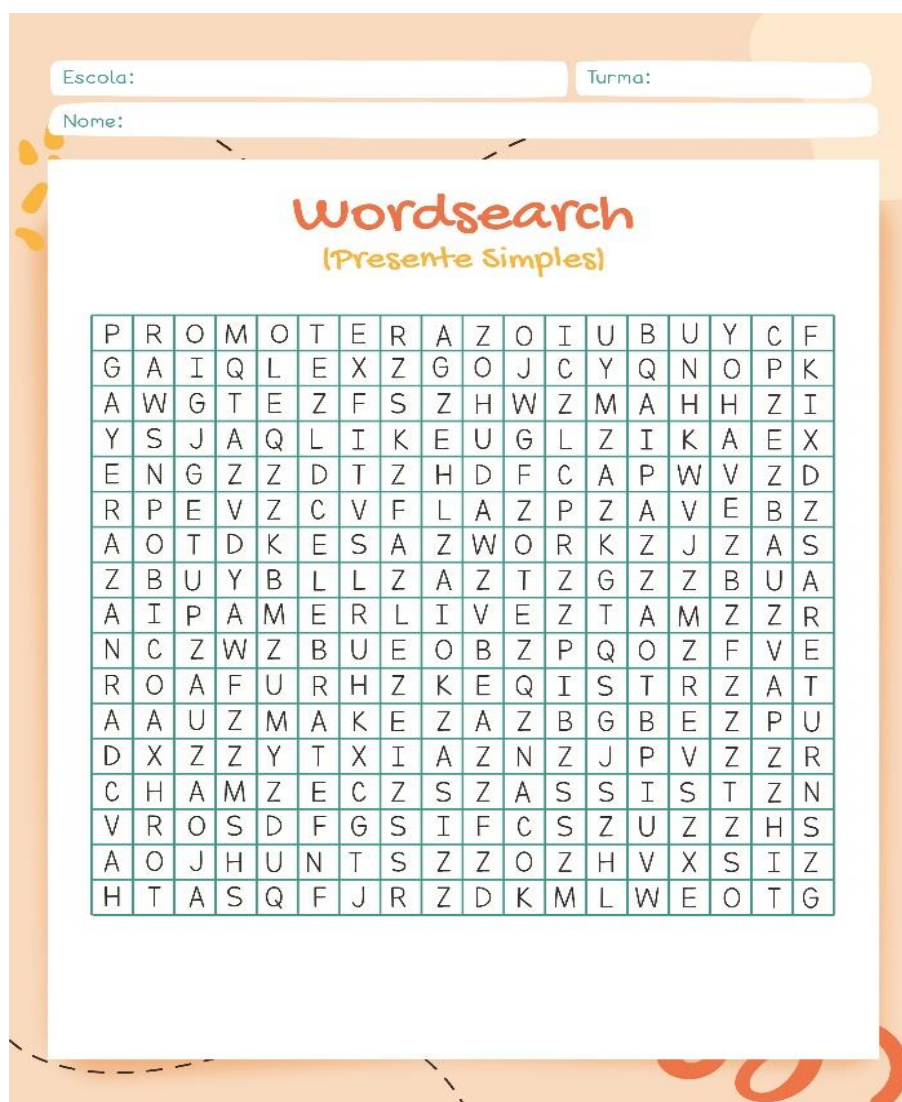 Escola:
Turma:
Nome:
Wordsearch
(Presente Simples)
P R O M O T E R A Z O I U B U Y C F
G A I Q L E X Z G O J C Y Q N O P K
A W G T E Z F S Z H W Z M A H H Z I
Y S J A Q L I K E U G L Z I K A E X
E N G Z Z D T Z H D F C A P W V Z D
R P E V Z C V F L A Z P Z A V E B Z
A O T D K E S A Z W O R K Z J Z A S
Z B U Y B L L Z A Z T Z G Z Z B U A
A I P A M E R L I V E Z T A M Z Z R
N C Z W Z B U E O B Z P Q O Z F V E
R O A F U R H Z K E Q I S T R Z A T
A A U Z M A K E Z A Z B G B E Z P U
D X Z Z Y T X I A Z N Z J P V Z Z R
C H A M Z E C Z S Z A S S I S T Z N
V R O S D F G S I F C S Z U Z Z H S
A O J H U N T S Z Z O Z H V X S I Z
H T A S Q F J R Z D K M L W E O T G